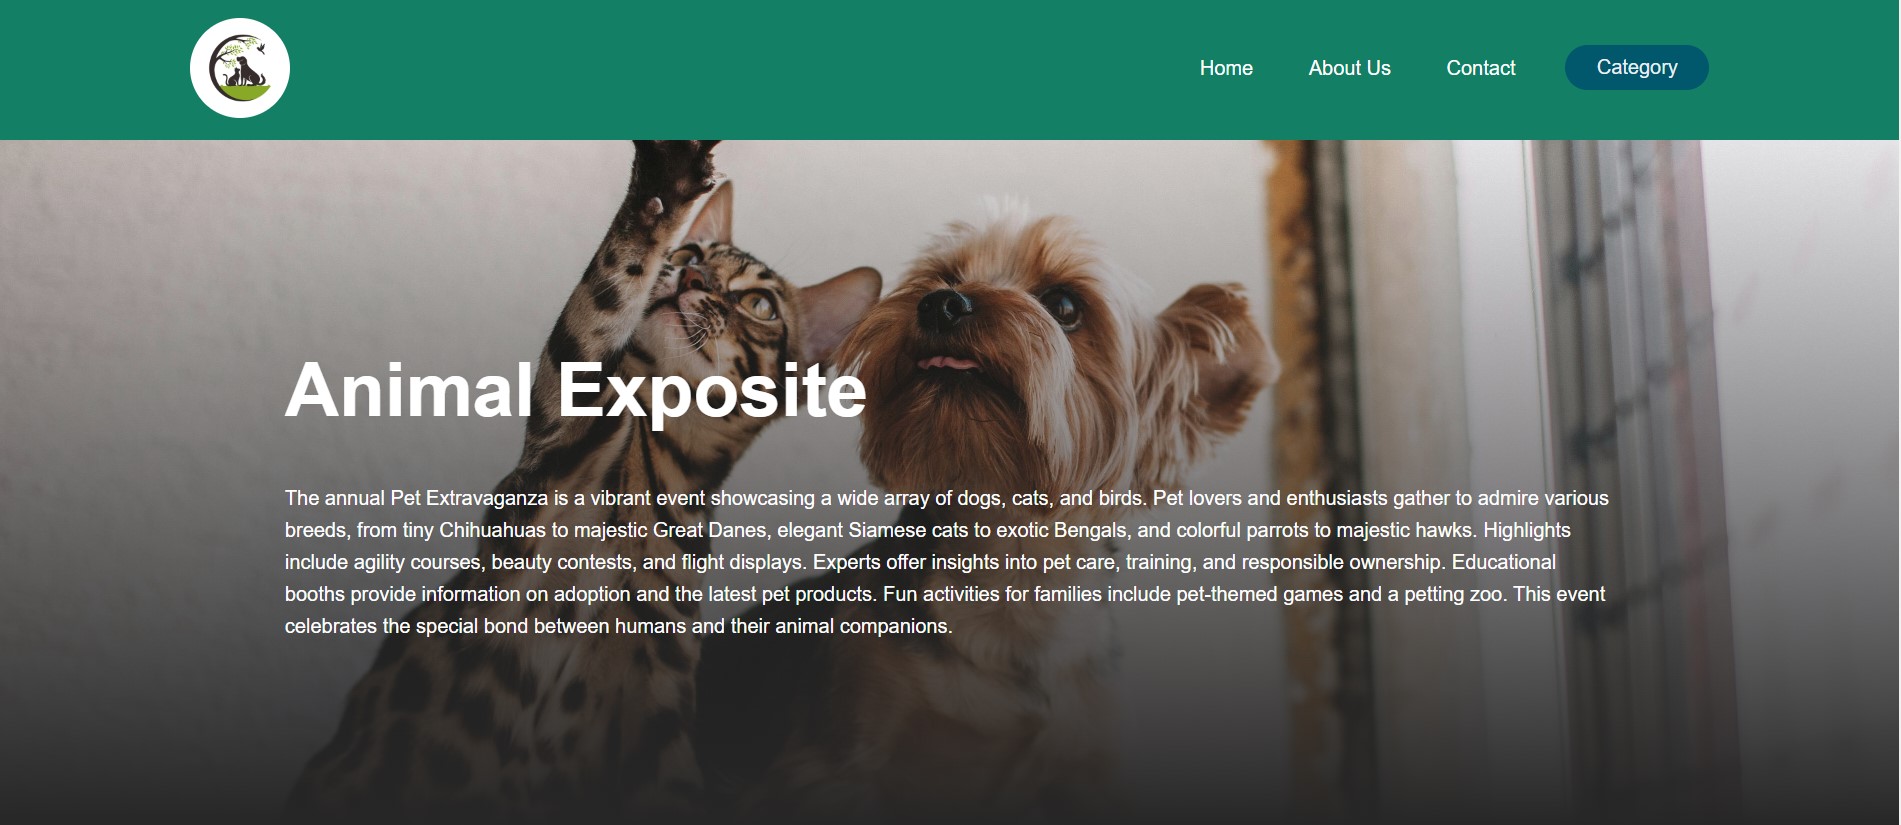 Home
About Us
Contact
Category
Animal Exposite
The annual Pet Extravaganza is a vibrant event showcasing a wide array of dogs, cats, and birds. Pet lovers and enthusiasts gather to admire various
breeds, from tiny Chihuahuas to majestic Great Danes, elegant Siamese cats to exotic Bengals, and colorful parrots to majestic hawks. Highlights
include agility courses, beauty contests, and flight displays. Experts offer insights into pet care, training, and responsible ownership. Educational
booths provide information on adoption and the latest pet products. Fun activities for families include pet-themed games and a petting zoo. This event
celebrates the special bond between humans and their animal companions.